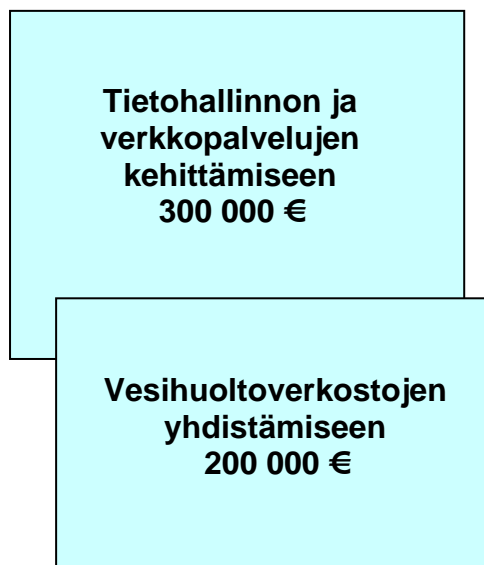 Tietohallinnon ja
verkkopalvelujen
kehittämiseen
300 000 €
Vesihuoltoverkostojen
yhdistämiseen
200 000 €